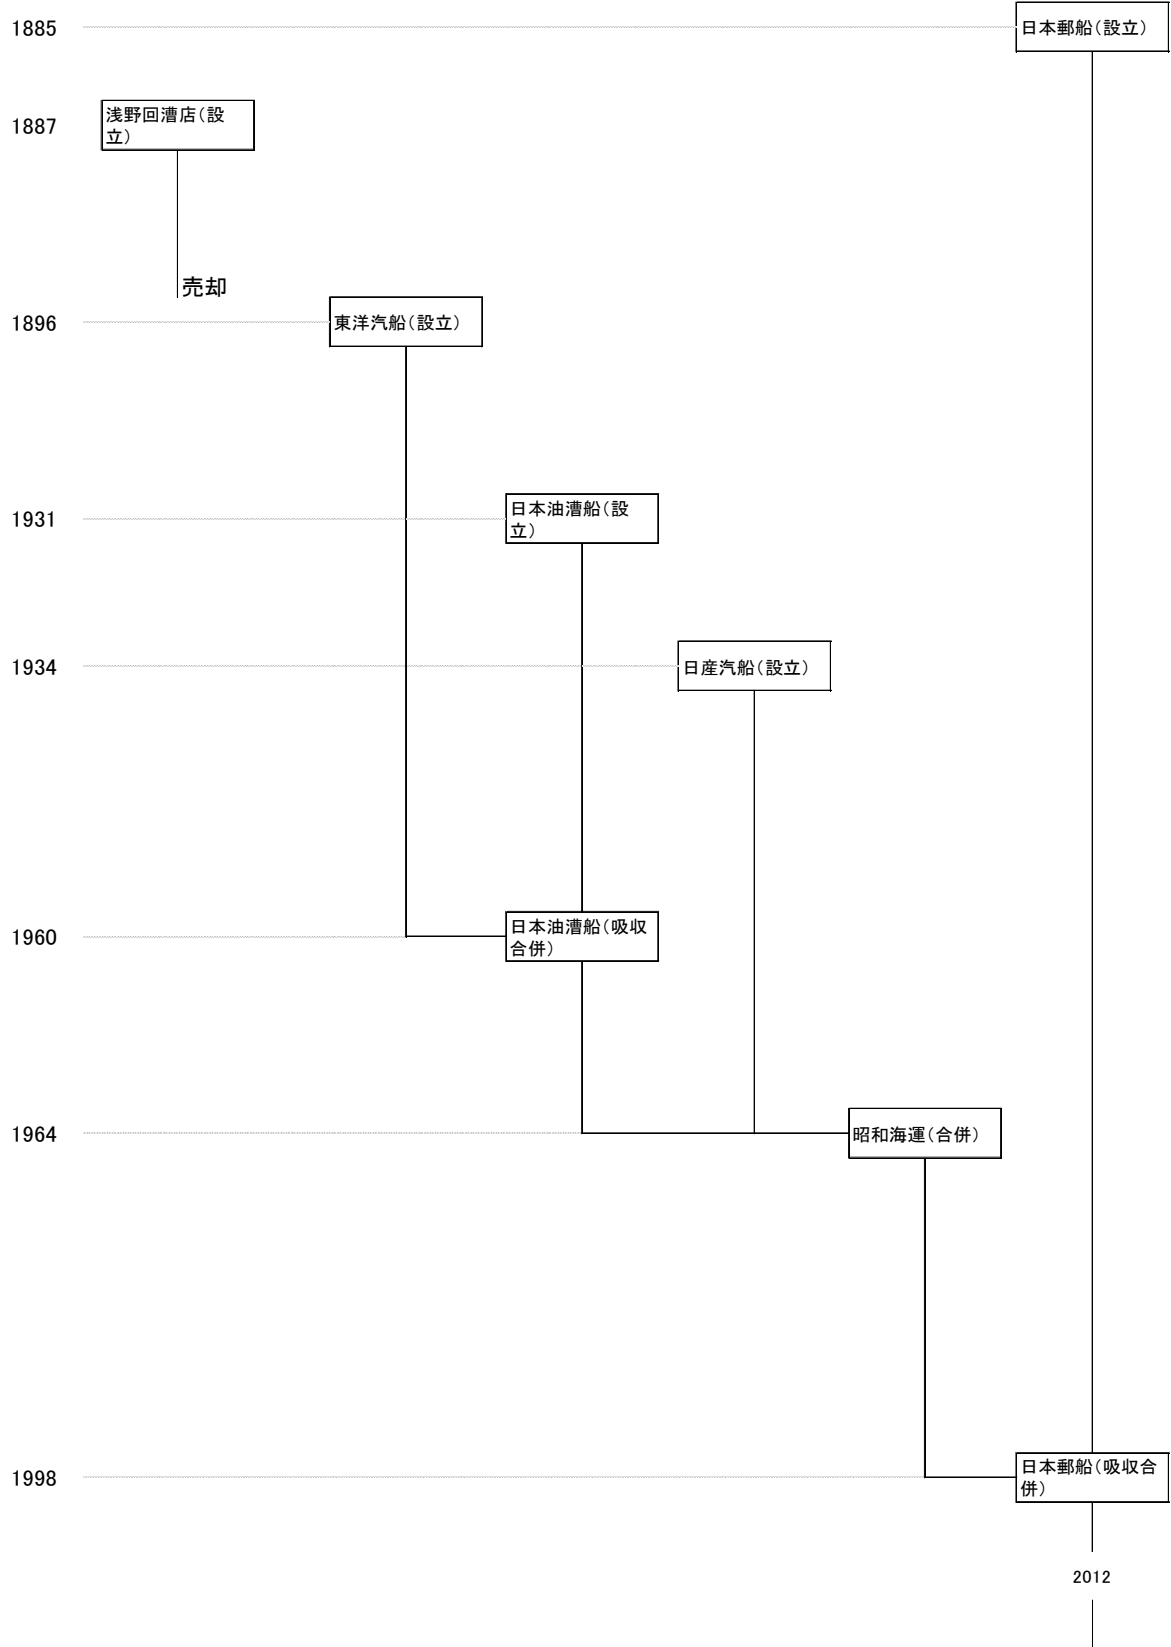 1885
日本郵船(設立)
1887
浅野回漕店(設
立)
売却
1896
東洋汽船(設立)
1931
日本油漕船(設
立)
1934
日産汽船(設立)
1960
日本油漕船(吸収
合併)
1964
昭和海運(合併)
1998
日本郵船(吸収合
併)
2012